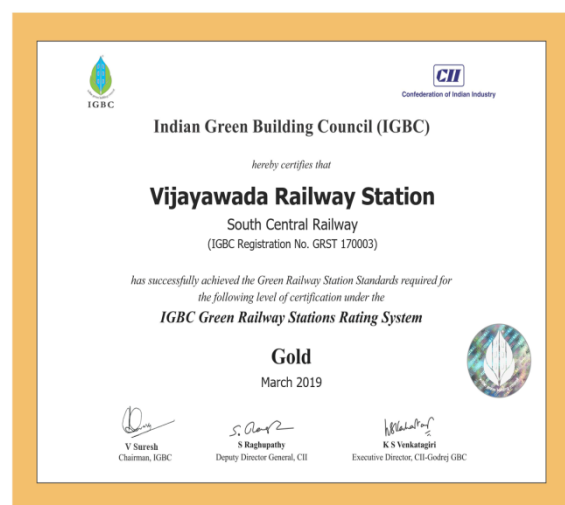 IGBC
CII
Confederation of Indian Industry
Indian Green Building Council (IGBC)
hereby certifies that
Vijayawada Railway Station
South Central Railway
(IGBC Registration No. GRST 170003)
has successfully achieved the Green Railway Station Standards required for
the following level of certification under the
IGBC Green Railway Stations Rating System
Gold
March 2019
V Suresh
Chairman, IGBC
S Raghupathy
Deputy Director General, CII
K S Venkatagiri
Executive Director, CII-Godrej GBC